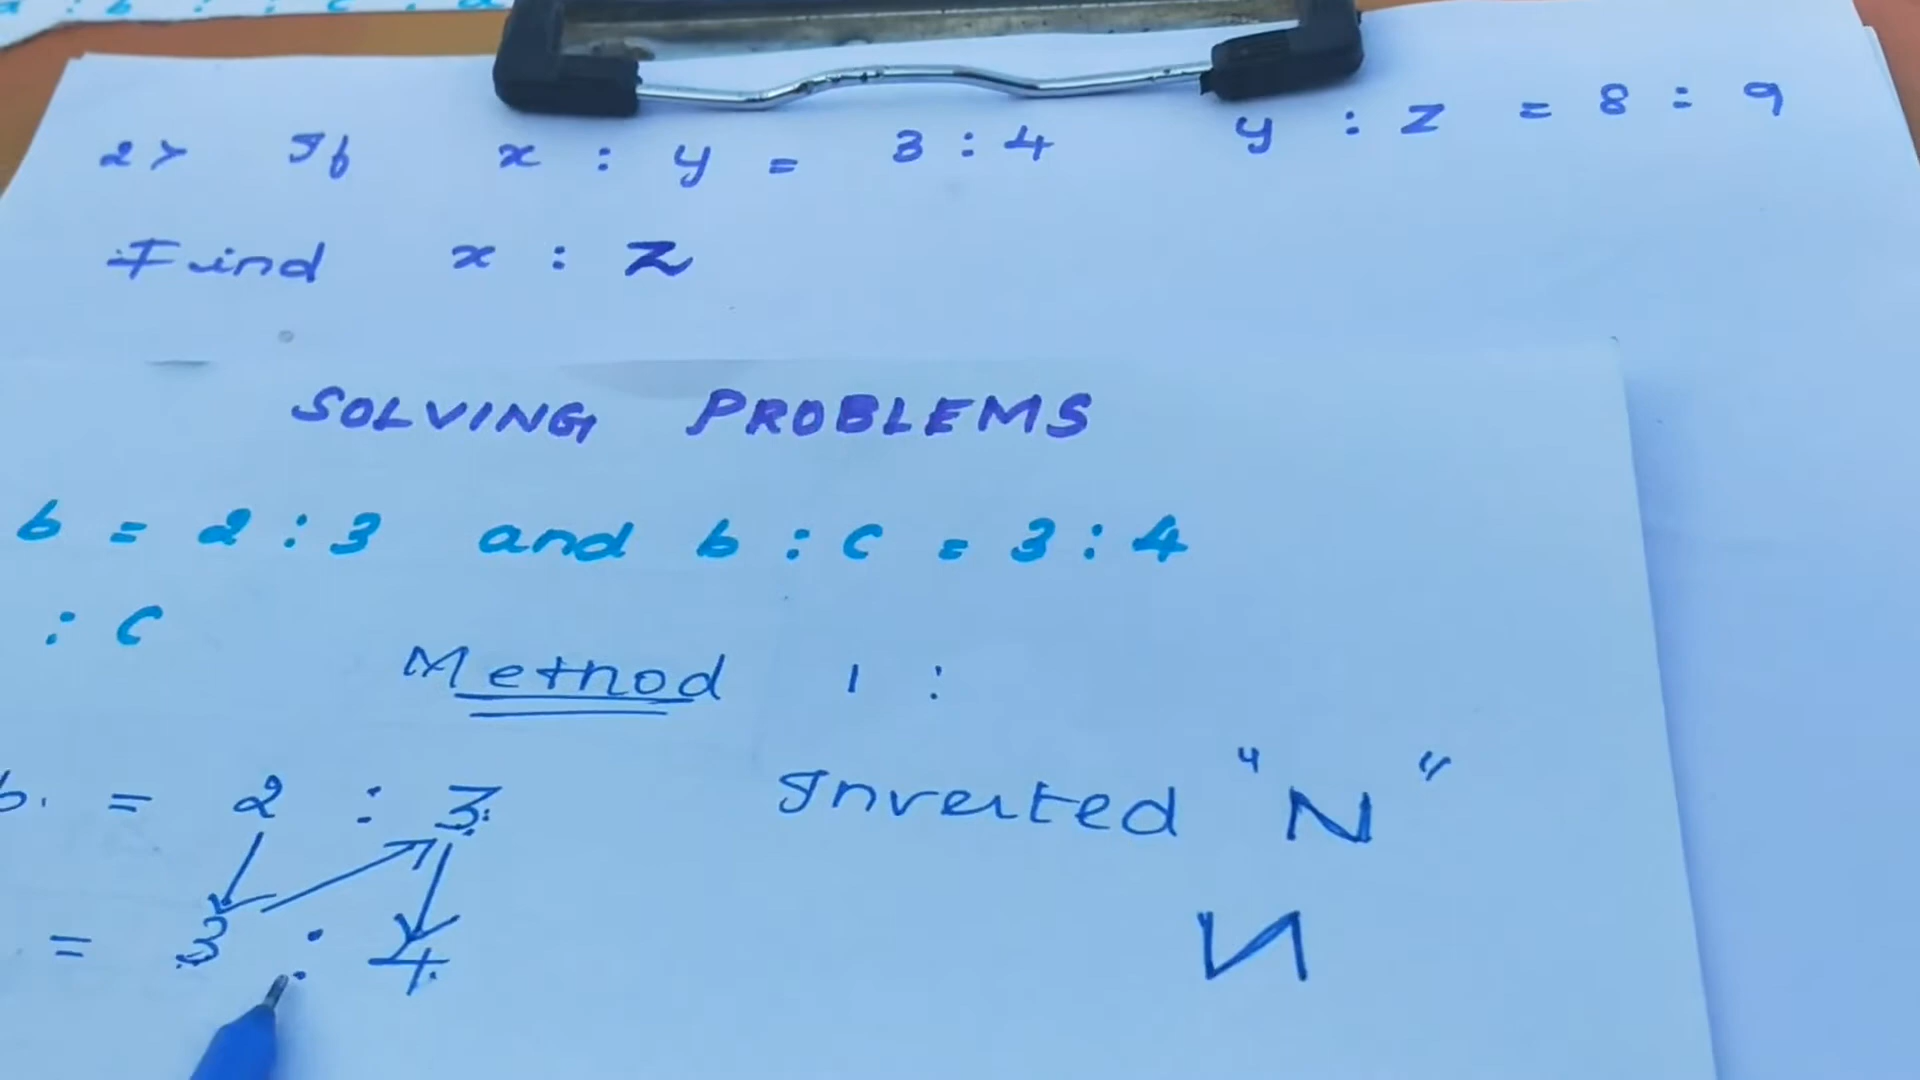 2> If x : y = 3 : 4 y : z = 8 : 9
Find x : z
SOLVING PROBLEMS
b = 2 : 3 and b : c = 3 : 4
: c
Method 1 :
b. = 2 : 3
Inverted "N"
= 3 : 4
И